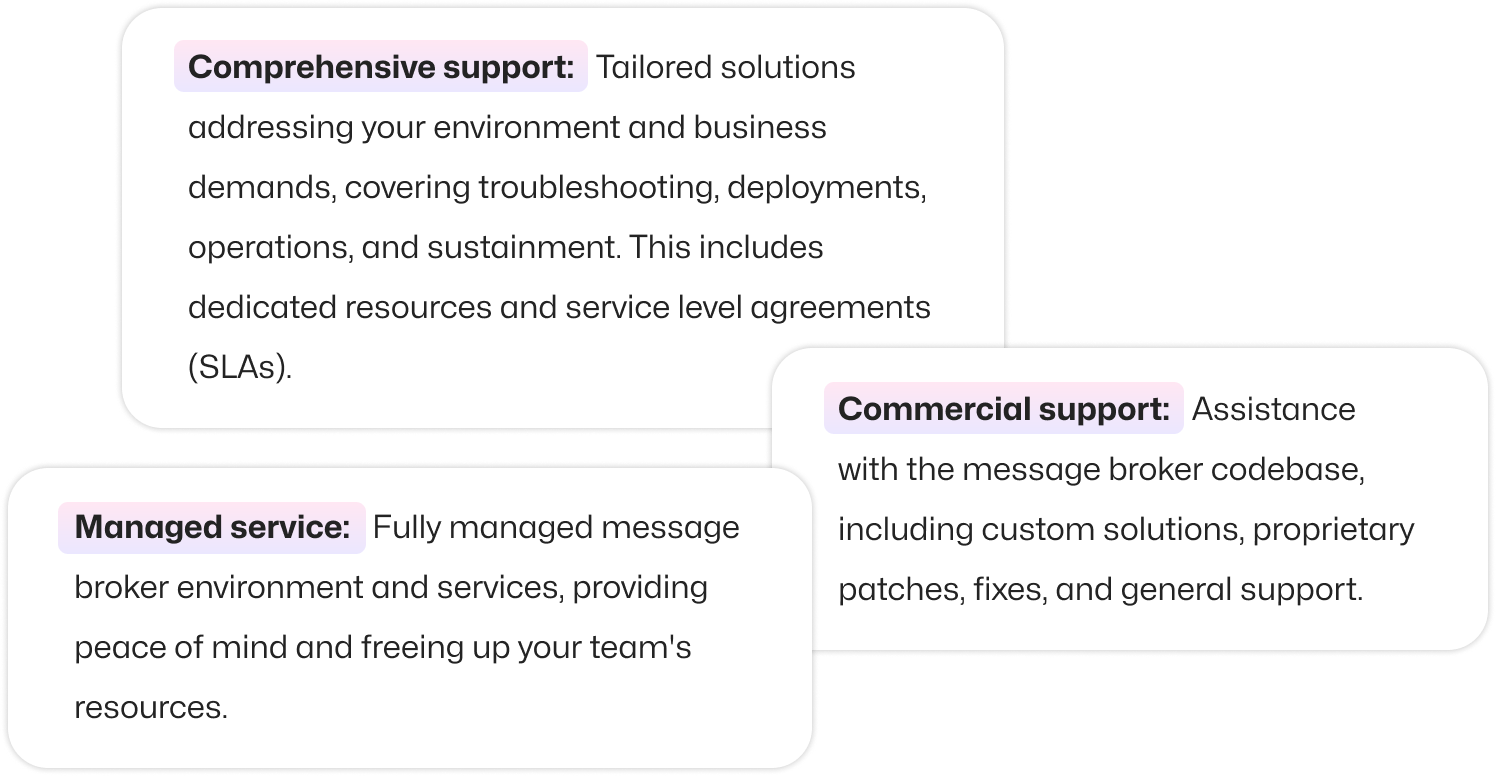 Comprehensive support: Tailored solutions
addressing your environment and business
demands, covering troubleshooting, deployments,
operations, and sustainment. This includes
dedicated resources and service level agreements
(SLAs).
Commercial support: Assistance
with the message broker codebase,
including custom solutions, proprietary
patches, fixes, and general support.
Managed service: Fully managed message
broker environment and services, providing
peace of mind and freeing up your team's
resources.